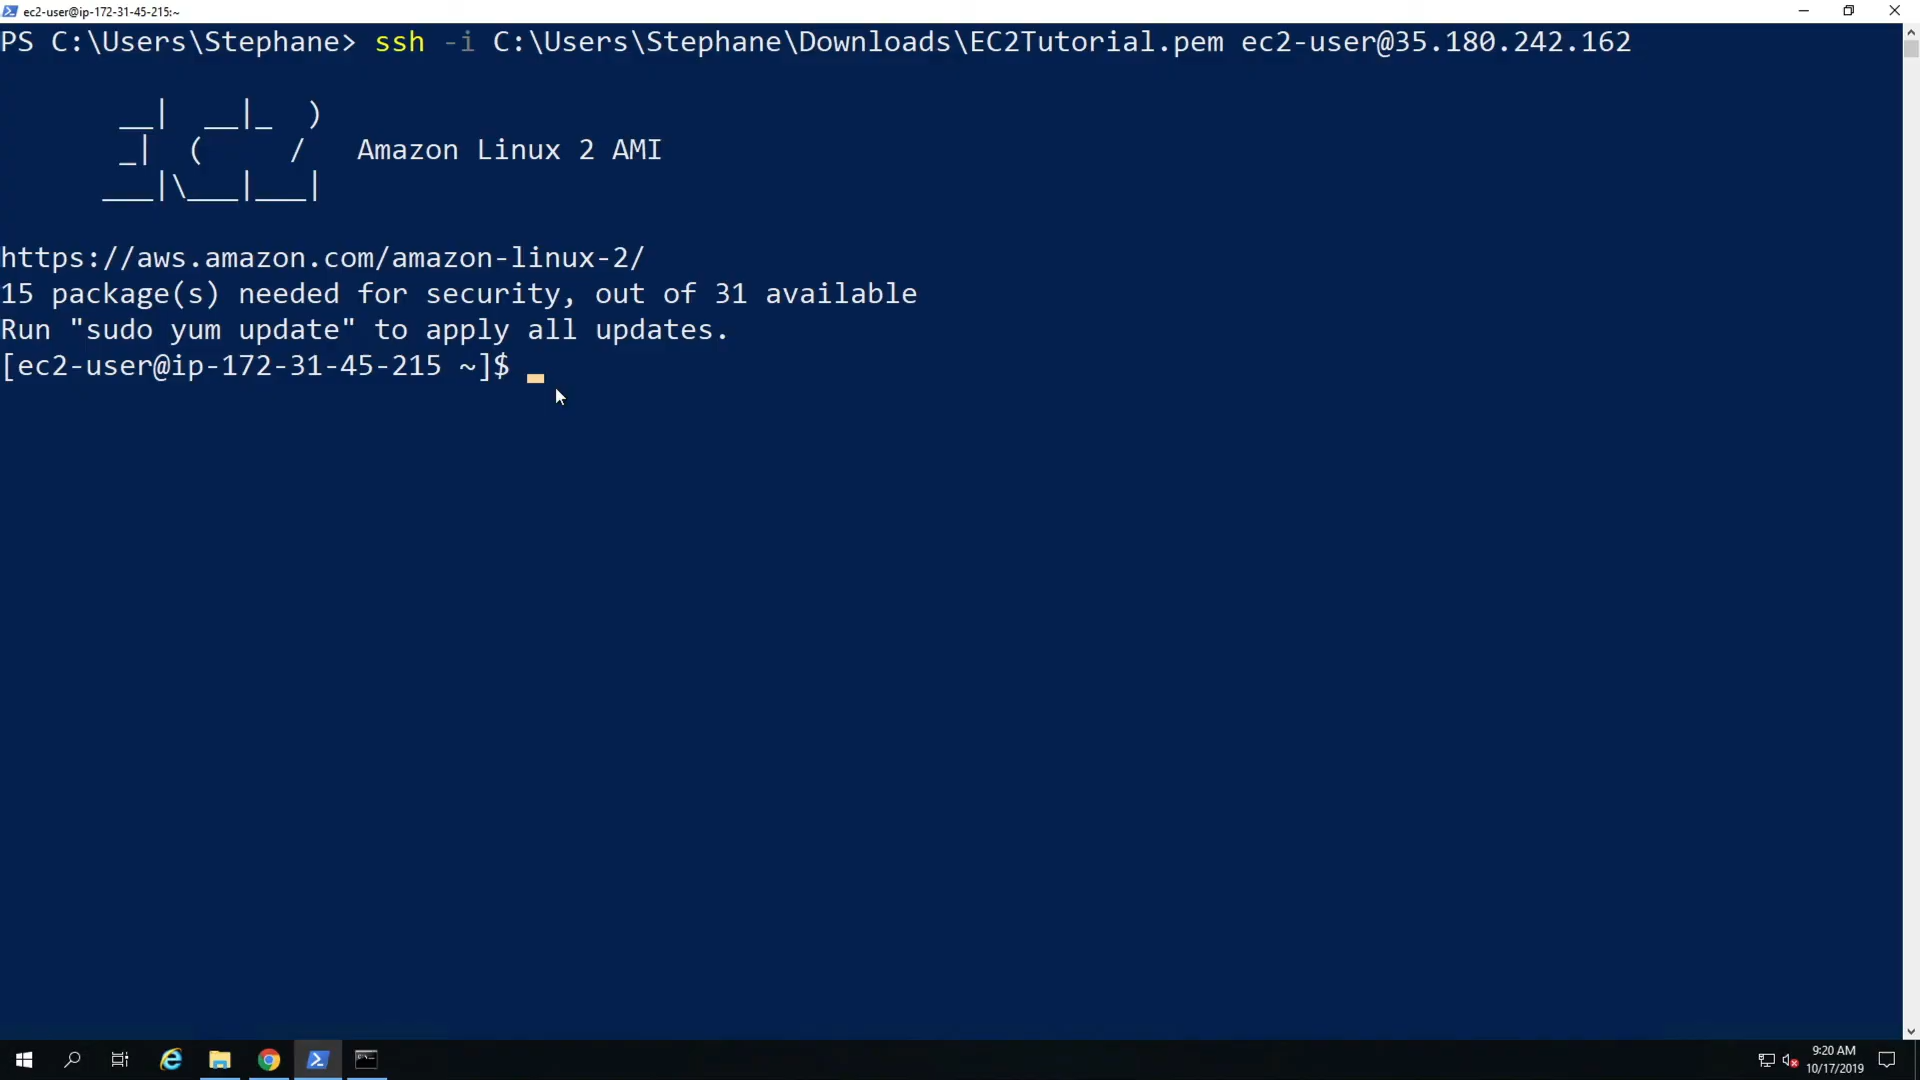 ec2-user@ip-172-31-45-215:~
PS C:\Users\Stephane> ssh -i C:\Users\Stephane\Downloads\EC2Tutorial.pem ec2-user@35.180.242.162
       __|  __|_  )
       _|  (     /   Amazon Linux 2 AMI
      ___|\___|___|
https://aws.amazon.com/amazon-linux-2/
15 package(s) needed for security, out of 31 available
Run "sudo yum update" to apply all updates.
[ec2-user@ip-172-31-45-215 ~]$
9:20 AM
10/17/2019